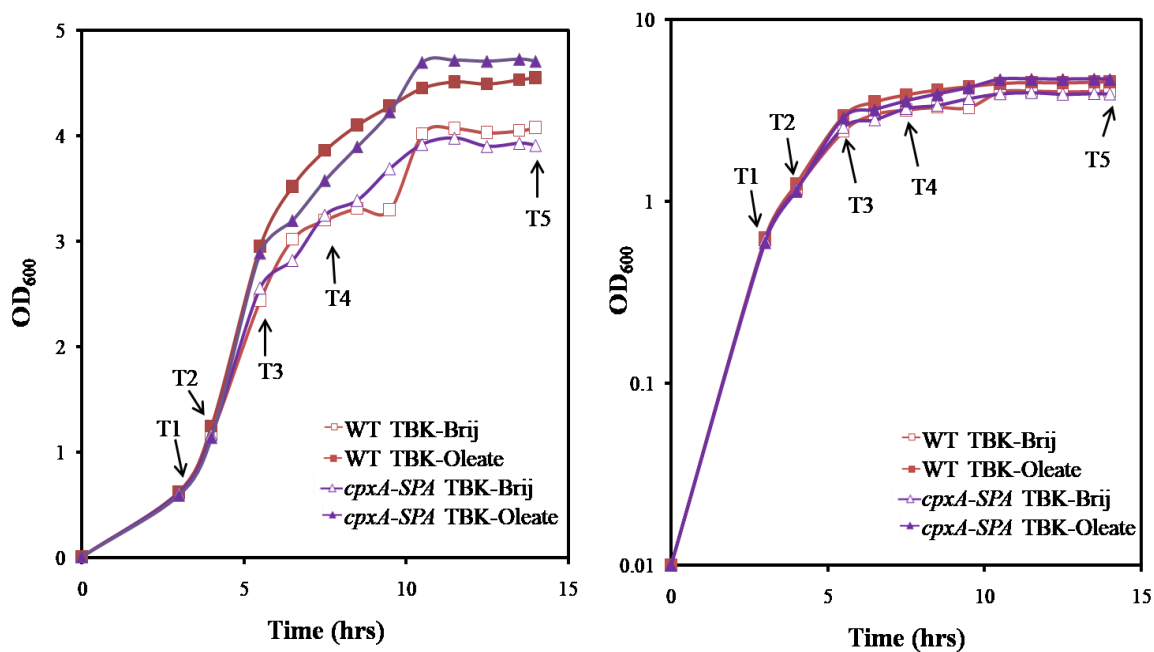 5
4
3
2
1
0
OD600
0
5
10
15
Time (hrs)
T1
T2
T3
T4
T5
WT TBK-Brij
WT TBK-Oleate
cpxA-SPA TBK-Brij
cpxA-SPA TBK-Oleate
10
1
0.1
0.01
OD600
0
5
10
15
Time (hrs)
T1
T2
T3
T4
T5
WT TBK-Brij
WT TBK-Oleate
cpxA-SPA TBK-Brij
cpxA-SPA TBK-Oleate